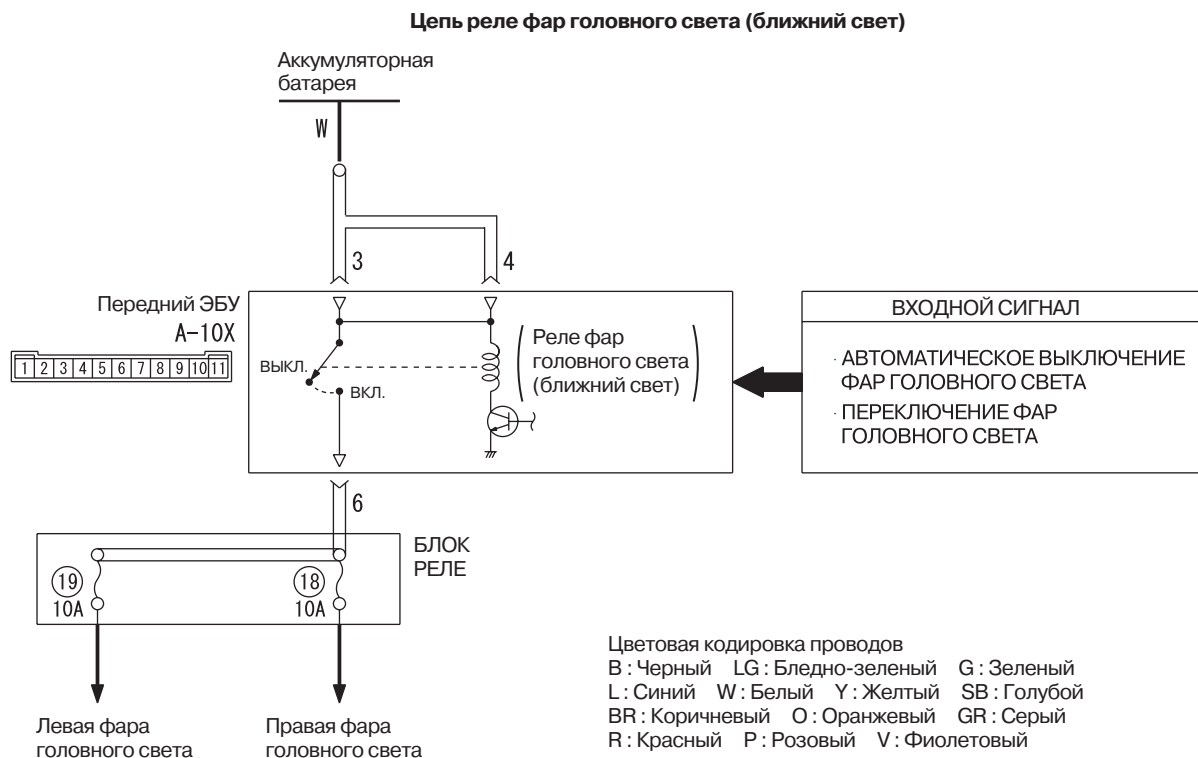 Цепь реле фар головного света (ближний свет)
Аккумуляторная
батарея
W
3
4
Передний ЭБУ
A-10X
1 2 3 4 5 6 7 8 9 10 11
ВЫКЛ.
ВКЛ.
Реле фар
головного света
(ближний свет)
ВХОДНОЙ СИГНАЛ
· АВТОМАТИЧЕСКОЕ ВЫКЛЮЧЕНИЕ
ФАР ГОЛОВНОГО СВЕТА
· ПЕРЕКЛЮЧЕНИЕ ФАР
ГОЛОВНОГО СВЕТА
6
БЛОК
РЕЛЕ
19
10A
18
10A
Левая фара
головного света
Правая фара
головного света
Цветовая кодировка проводов
B : Черный LG : Бледно-зеленый G : Зеленый
L : Синий W : Белый Y : Желтый SB : Голубой
BR : Коричневый O : Оранжевый GR : Серый
R : Красный P : Розовый V : Фиолетовый